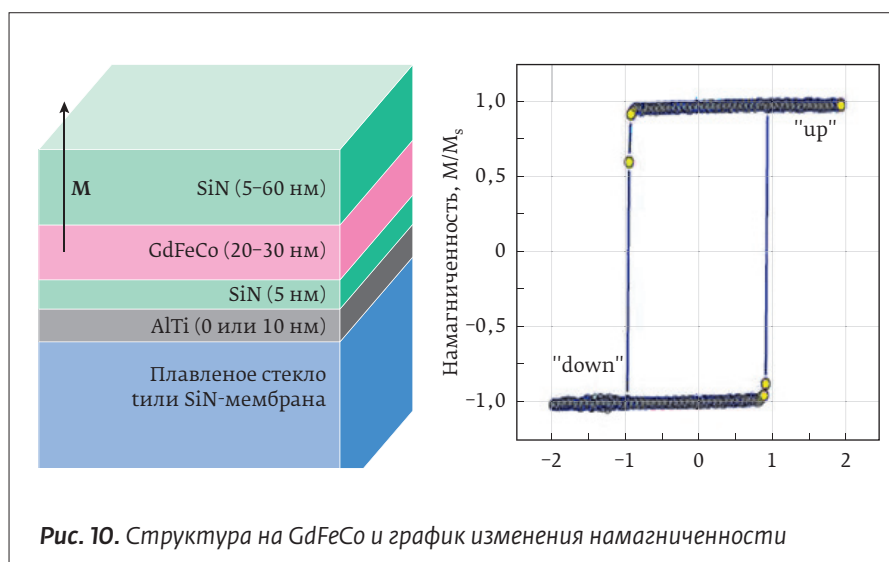 M
SiN (5–60 нм)
GdFeCo (20–30 нм)
SiN (5 нм)
AlTi (0 или 10 нм)
Плавленое стекло
tили SiN-мембрана
Намагниченность, M/Ms
1,0
0,5
0
–0,5
–1,0
"up"
"down"
–2
–1
0
1
2
Рис. 10. Структура на GdFeCo и график изменения намагниченности